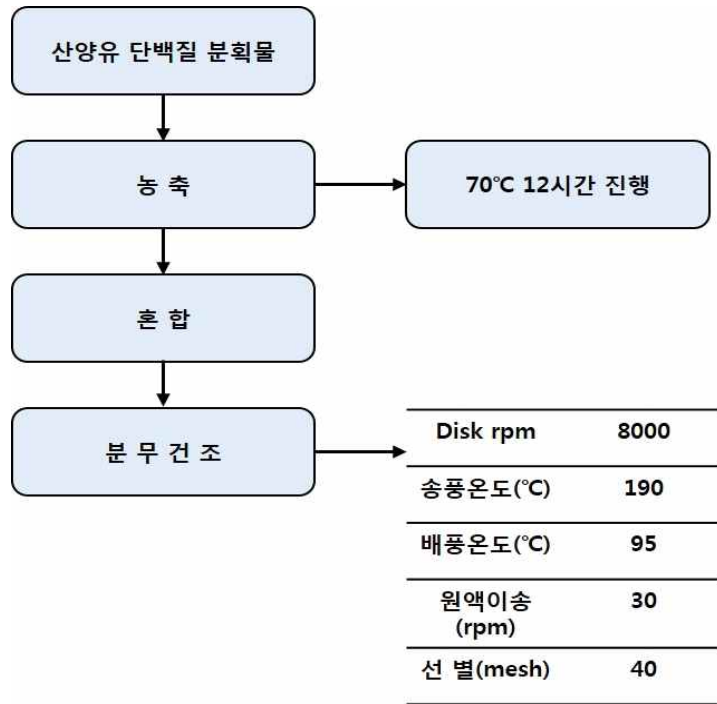 산양유 단백질 분획물
농 축
70℃ 12시간 진행
혼 합
분 무 건 조
Disk rpm 8000
송풍온도(℃) 190
배풍온도(℃) 95
원액이송 30
(rpm)
선 별(mesh) 40